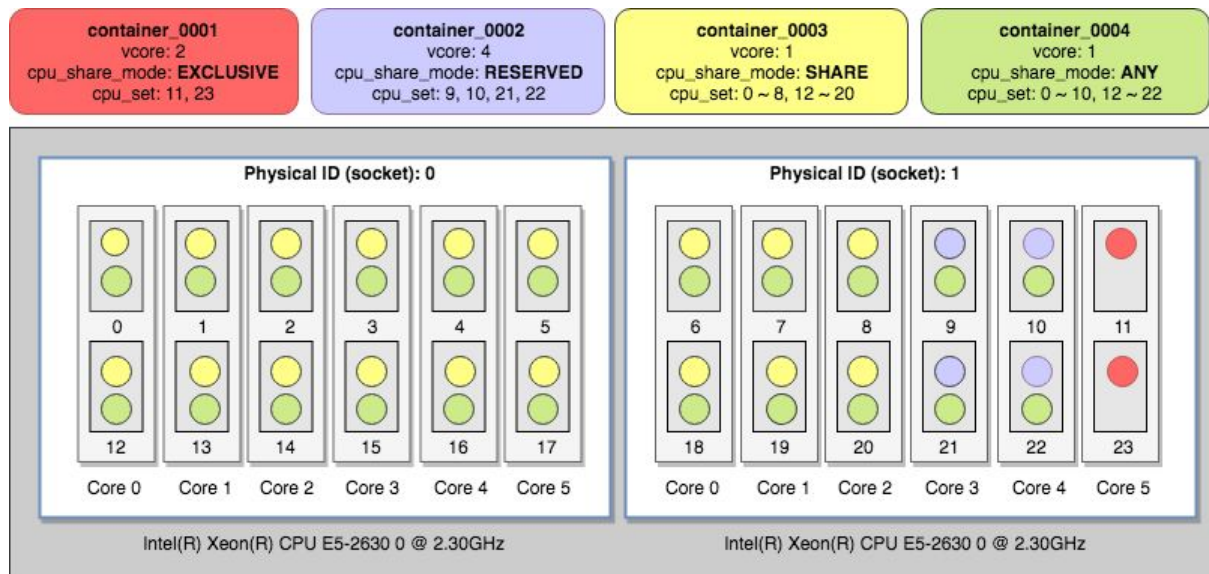 container_0001
vcore: 2
cpu_share_mode: EXCLUSIVE
cpu_set: 11, 23
container_0002
vcore: 4
cpu_share_mode: RESERVED
cpu_set: 9, 10, 21, 22
container_0003
vcore: 1
cpu_share_mode: SHARE
cpu_set: 0 ~ 8, 12 ~ 20
container_0004
vcore: 1
cpu_share_mode: ANY
cpu_set: 0 ~ 10, 12 ~ 22
Physical ID (socket): 0
0 1 2 3 4 5
12 13 14 15 16 17
Core 0 Core 1 Core 2 Core 3 Core 4 Core 5
Intel(R) Xeon(R) CPU E5-2630 0 @ 2.30GHz
Physical ID (socket): 1
6 7 8 9 10 11
18 19 20 21 22 23
Core 0 Core 1 Core 2 Core 3 Core 4 Core 5
Intel(R) Xeon(R) CPU E5-2630 0 @ 2.30GHz